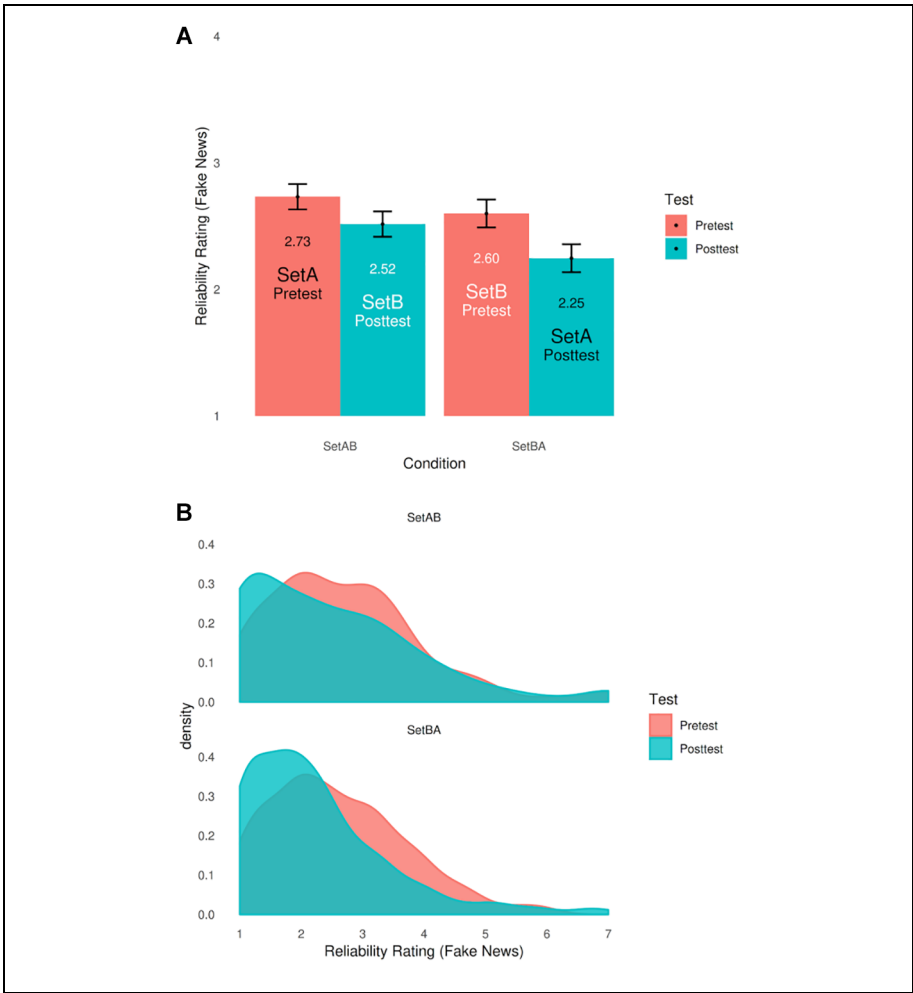 A
4
3
2
1
Reliability Rating (Fake News)
2.73
SetA
Pretest
2.52
SetB
Posttest
2.60
SetB
Pretest
2.25
SetA
Posttest
SetAB
SetBA
Condition
Test
Pretest
Posttest
B
SetAB
0.4
0.3
0.2
0.1
0.0
density
SetBA
0.4
0.3
0.2
0.1
0.0
1 2 3 4 5 6 7
Reliability Rating (Fake News)
Test
Pretest
Posttest